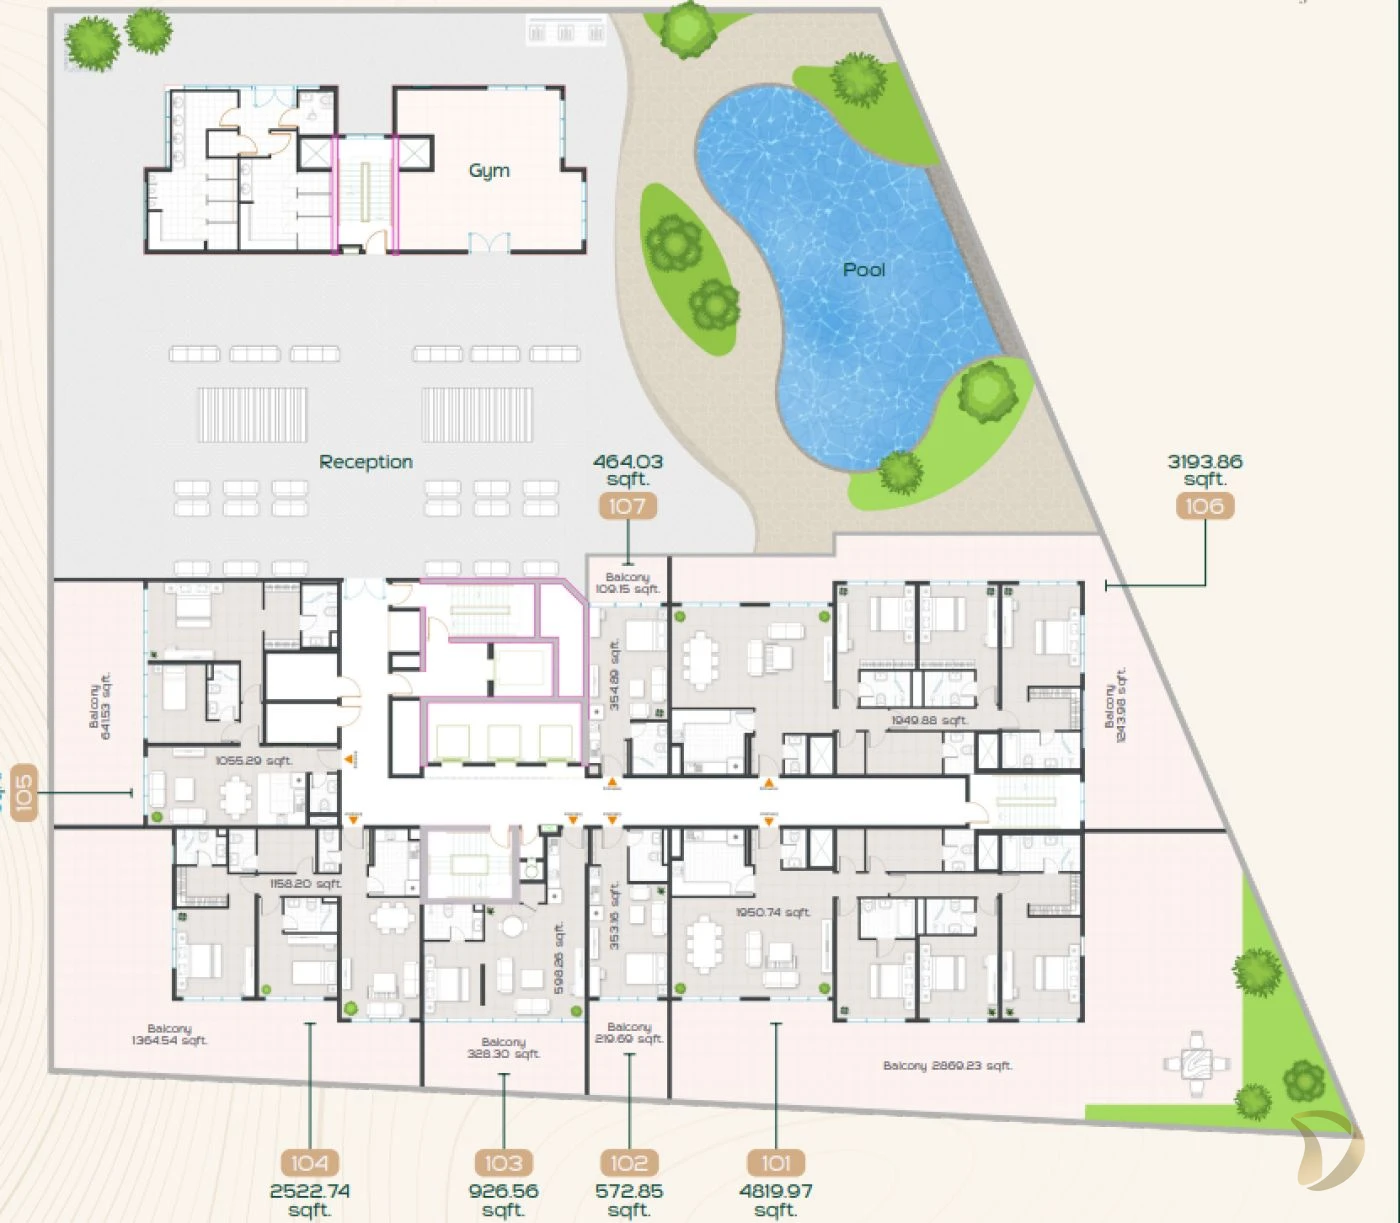 Gym
Pool
Reception
464.03
sqft.
107
3193.86
sqft.
106
Balcony
109.15 sqft.
354.89 sqft.
1949.88 sqft.
Balcony
1243.98 sqft.
Balcony
641.53 sqft.
1055.29 sqft.
105
1158.20 sqft.
598.26 sqft.
353.16 sqft.
1950.74 sqft.
Balcony
1364.54 sqft.
Balcony
328.30 sqft.
Balcony
219.69 sqft.
Balcony 2869.23 sqft.
104
2522.74
sqft.
103
926.56
sqft.
102
572.85
sqft.
101
4819.97
sqft.